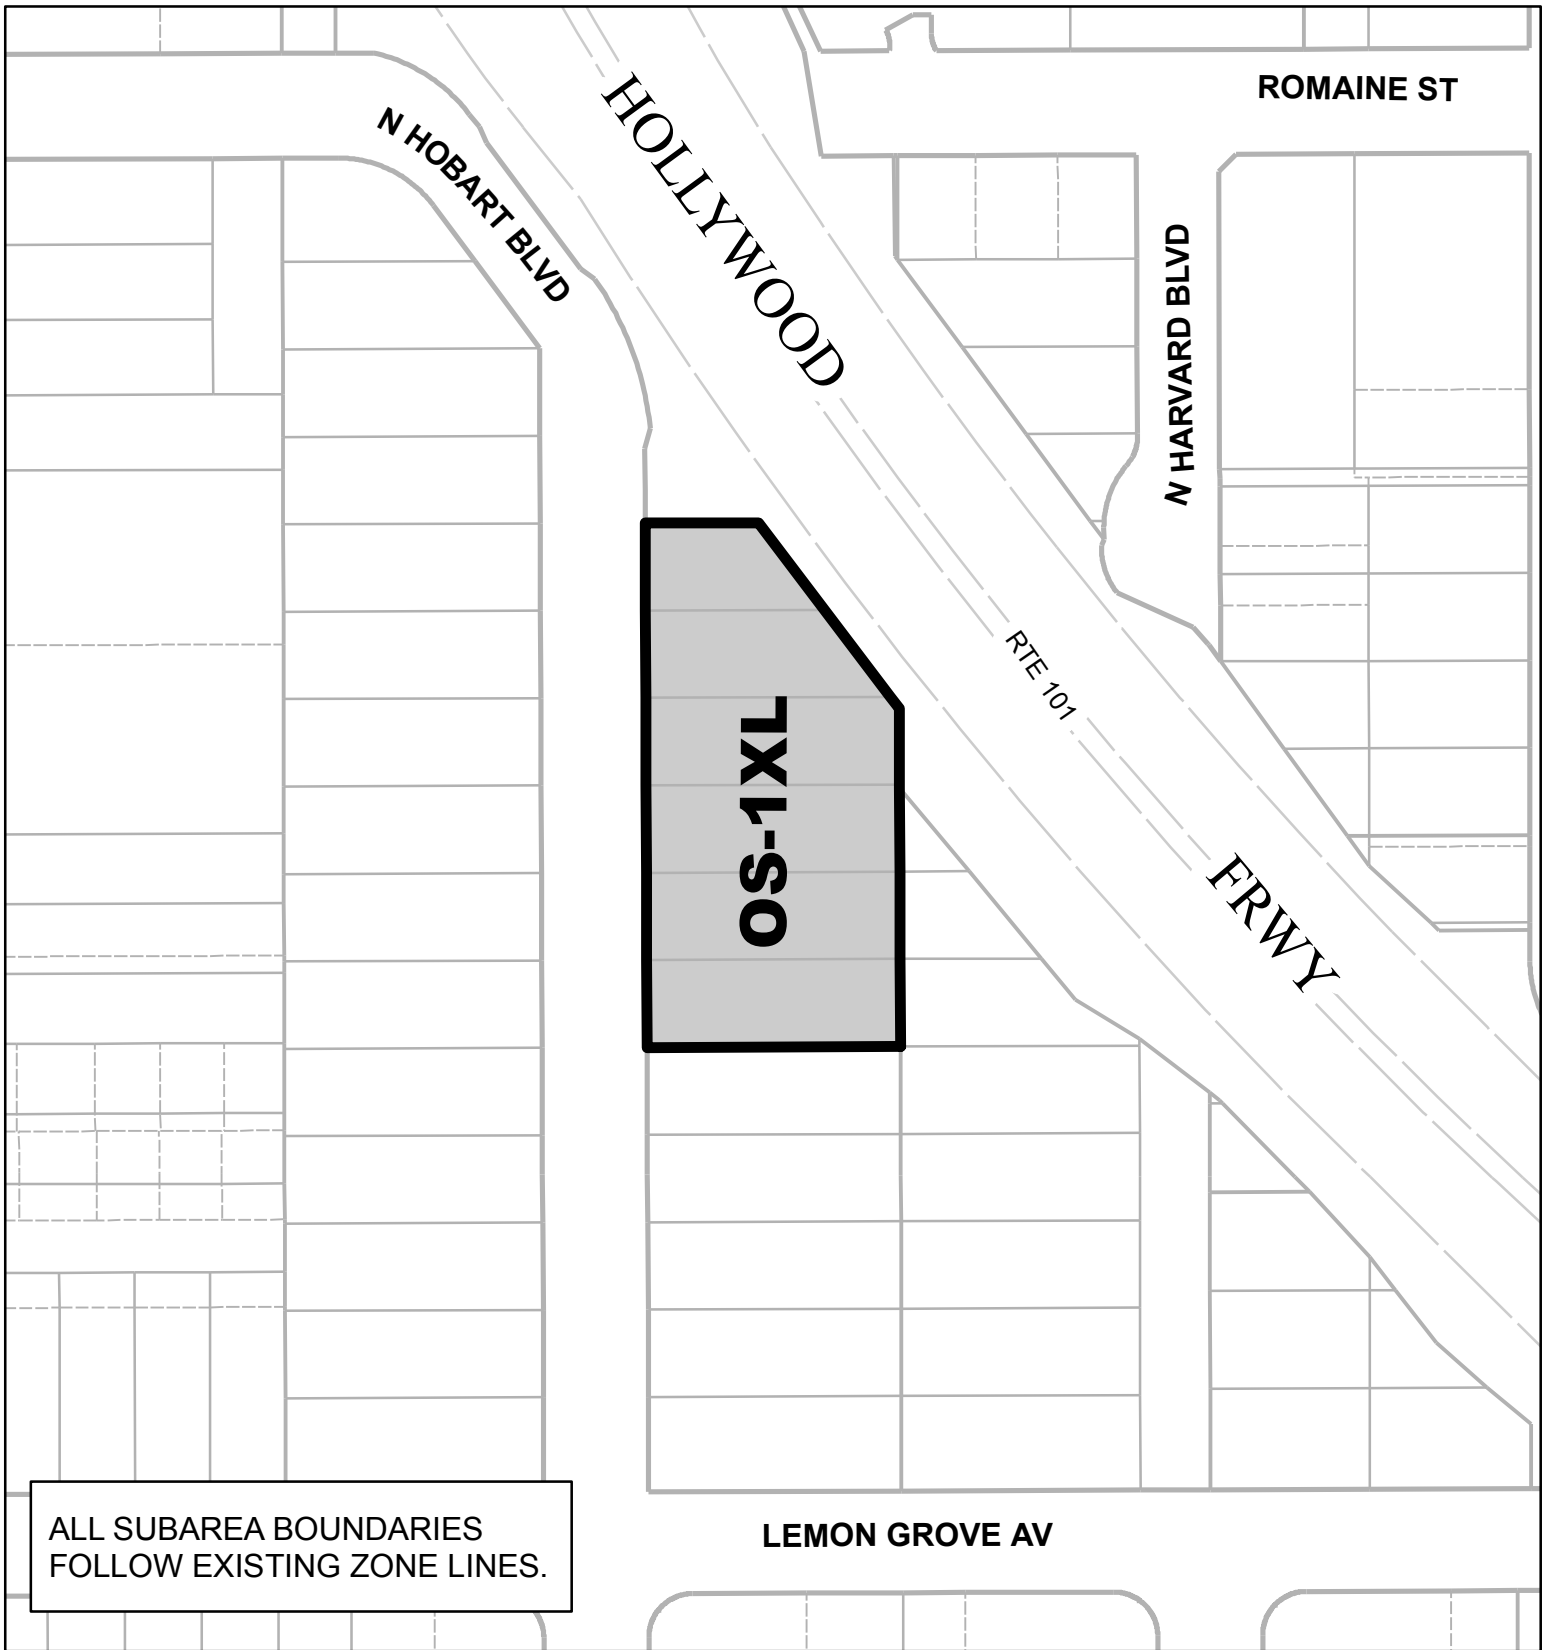 ROMAINE ST
N HOBART BLVD
HOLLYWOOD
N HARVARD BLVD
RTE 101
OS-1XL
FRWY
ALL SUBAREA BOUNDARIES
FOLLOW EXISTING ZONE LINES.
LEMON GROVE AV